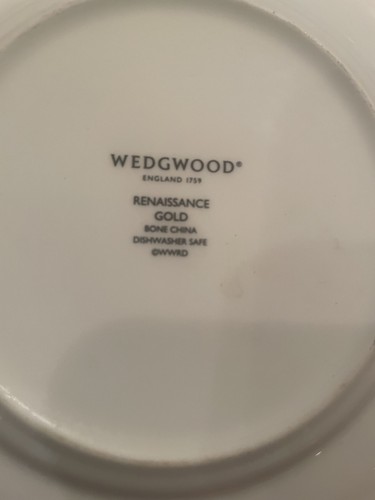 WEDGWOOD®
ENGLAND 1759
RENAISSANCE
GOLD
BONE CHINA
DISHWASHER SAFE
©WWRD